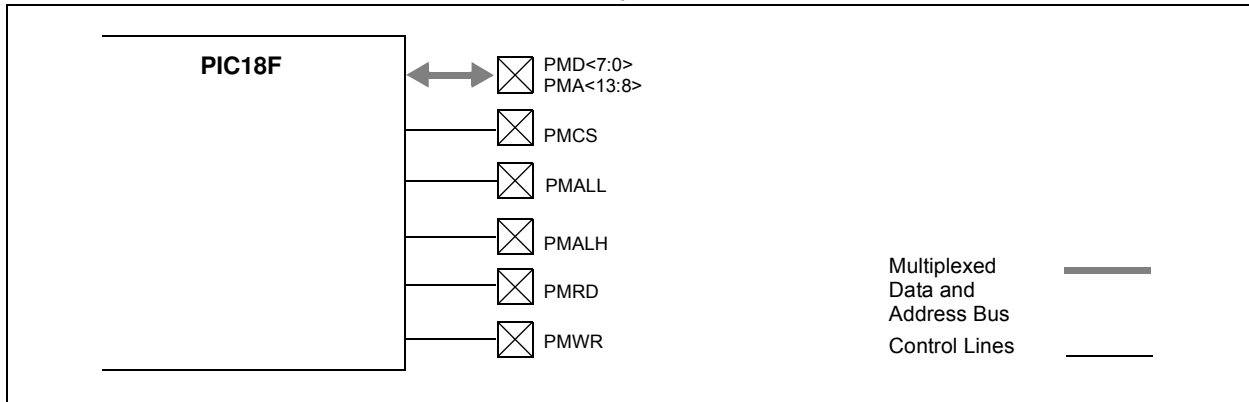 PIC18F
PMD<7:0>
PMA<13:8>
PMCS
PMALL
PMALH
PMRD
PMWR
Multiplexed
Data and
Address Bus
Control Lines